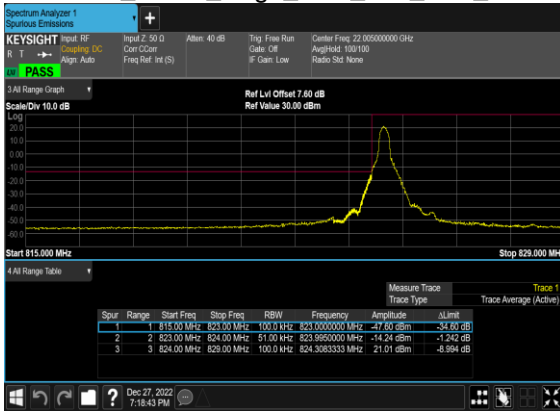 Spectrum Analyzer 1
Spurious Emissions
KEYSIGHT Input: RF Input Z: 50 Ω Atten: 40 dB Trig: Free Run Center Freq: 22.005000000 GHz
R T Coupling: DC Corr CCorr Gate: Off Avg|Hold: 100/100
Align: Auto Freq Ref: Int (S) IF Gain: Low Radio Std: None
LXI PASS
3 All Range Graph
Ref Lvl Offset 7.60 dB
Scale/Div 10.0 dB Ref Value 30.00 dBm
Log
20.0
10.0
0.00
-10.0
-20.0
-30.0
-40.0
-50.0
-60.0
Start 815.000 MHz Stop 829.000 MH
4 All Range Table
Measure Trace Trace 1
Trace Type Trace Average (Active)
Spur Range Start Freq Stop Freq RBW Frequency Amplitude ΔLimit
1 1 815.00 MHz 823.00 MHz 100.0 kHz 823.0000000 MHz -47.60 dBm -34.60 dB
2 2 823.00 MHz 824.00 MHz 51.00 kHz 823.9950000 MHz -14.24 dBm -1.242 dB
3 3 824.00 MHz 829.00 MHz 100.0 kHz 824.3083333 MHz 21.01 dBm -8.994 dB
? Dec 27, 2022
7:18:43 PM